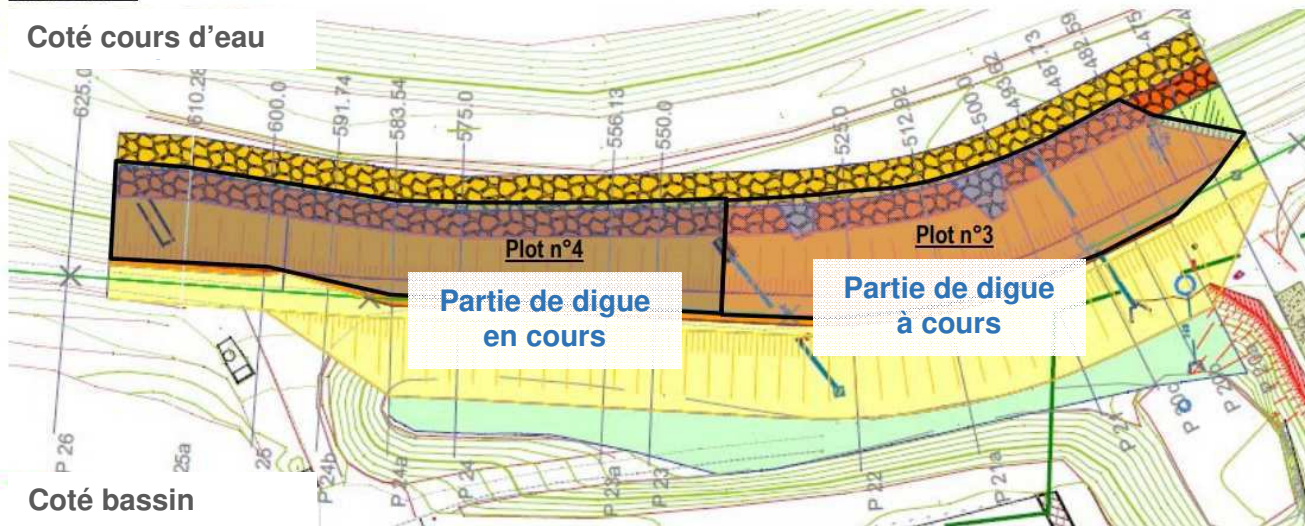 Coté cours d'eau
625.0
610.28
600.0
591.74
583.54
575.0
556.13
550.0
525.0
512.92
500.0
493.62
487.73
482.59
475
Plot n°4
Plot n°3
Partie de digue
en cours
Partie de digue
à cours
P 26
25a
25
P 24b
P 24a
P 24
23a
P 23
P 22
P 21a
P 21
P 20c
P 20b
Coté bassin